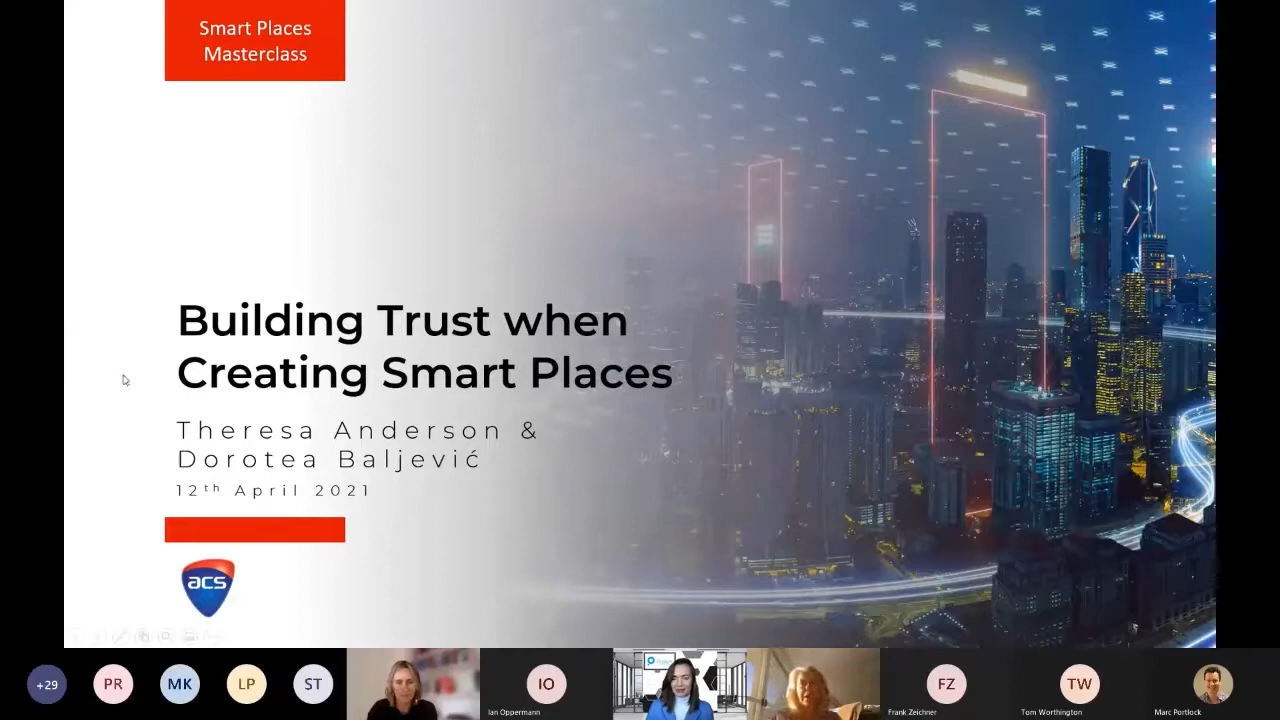 Smart Places
Masterclass
Building Trust when
Creating Smart Places
Theresa Anderson &
Dorotea Baljević
12th April 2021
acs
+29
PR
MK
LP
ST
IO
Ian Oppermann
FZ
Frank Zeichner
TW
Tom Worthington
Marc Portlock